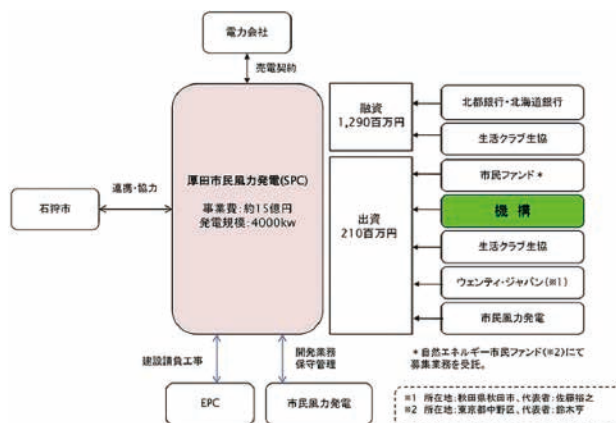 電力会社
売電契約
厚田市民風力発電(SPC)
事業費:約15億円
発電規模:4000kw
石狩市
連携・協力
融資
1,290百万円
北都銀行・北海道銀行
生活クラブ生協
出資
210百万円
市民ファンド*
機構
生活クラブ生協
ウェンティ・ジャパン(※1)
市民風力発電
建設請負工事
開発業務
保守管理
EPC
市民風力発電
*自然エネルギー市民ファンド(※2)にて
募集業務を受託。
※1 所在地:秋田県秋田市、代表者:佐藤裕之
※2 所在地:東京都中野区、代表者:鈴木亨